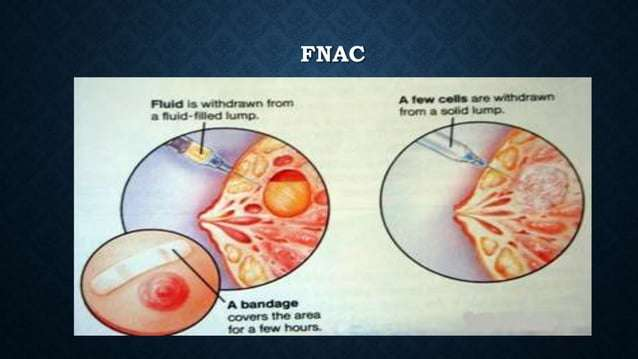 FNAC
Fluid is withdrawn from
a fluid-filled lump.
A few cells are withdrawn
from a solid lump.
A bandage
covers the area
for a few hours.